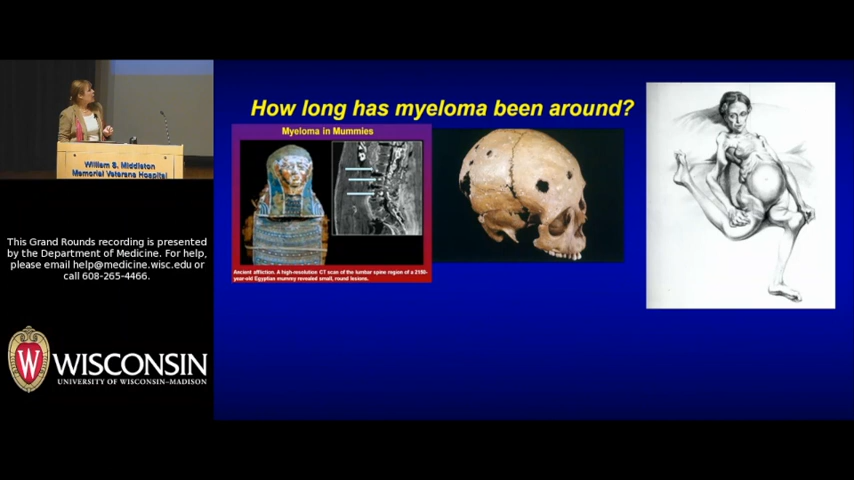 How long has myeloma been around?
Myeloma in Mummies
Ancient affliction. A high-resolution CT scan of the lumbar spine region of a 2150-
year-old Egyptian mummy revealed small, round lesions.
William S. Middleton
Memorial Veterans Hospital
This Grand Rounds recording is presented
by the Department of Medicine. For help,
please email help@medicine.wisc.edu or
call 608-265-4466.
W
WISCONSIN
UNIVERSITY OF WISCONSIN–MADISON